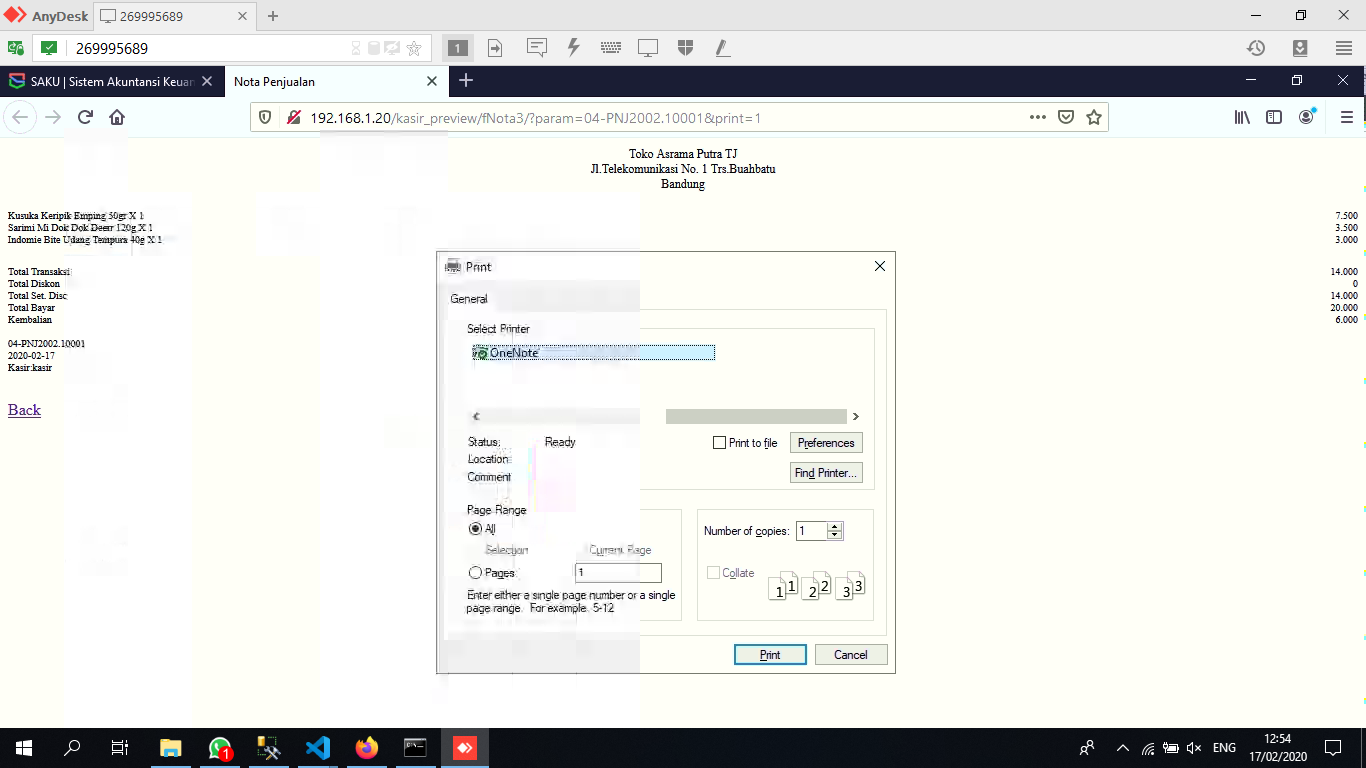 AnyDesk
269995689
269995689
1
SAKU | Sistem Akuntansi Keuan
Nota Penjualan
192.168.1.20/kasir_preview/fNota3/?param=04-PNJ2002.10001&print=1
Toko Asrama Putra TJ
Jl.Telekomunikasi No. 1 Trs.Buahbatu
Bandung
Kusuka Keripik Emping 50gr X 1 7.500
Sarimi Mi Dok Dok Deerr 120g X 1 3.500
Indomie Bite Udang Tempura 40g X 1 3.000
Total Transaksi 14.000
Total Diskon 0
Total Set. Disc 14.000
Total Bayar 20.000
Kembalian 6.000
04-PNJ2002.10001
2020-02-17
Kasir:kasir
Back
Print
General
Select Printer
OneNote
Status: Ready
Location:
Comment:
Print to file
Preferences
Find Printer...
Page Range
All
Selection
Current Page
Pages:
1
Enter either a single page number or a single
page range. For example, 5-12
Number of copies:
1
Collate
1 1 2 2 3 3
Print
Cancel
1
ENG
12:54
17/02/2020